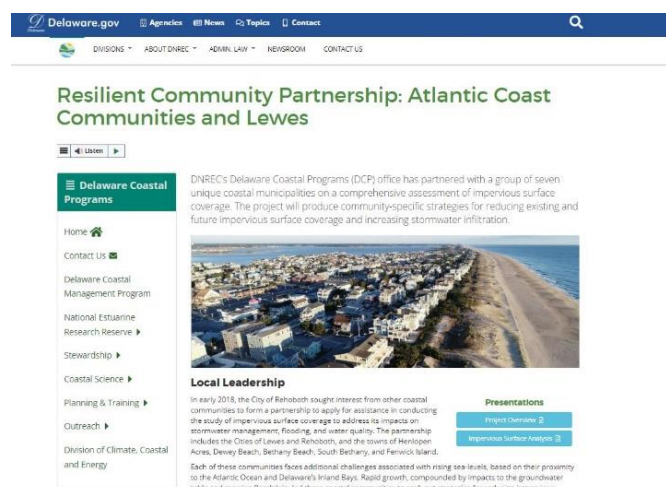 Delaware.gov Agencies News Topics Contact
DIVISIONS ABOUT DNREC ADMIN. LAW NEWSROOM CONTACT US
Resilient Community Partnership: Atlantic Coast
Communities and Lewes
Listen
Delaware Coastal
Programs
Home
Contact Us
Delaware Coastal
Management Program
National Estuarine
Research Reserve
Stewardship
Coastal Science
Planning & Training
Outreach
Division of Climate, Coastal
and Energy
DNREC's Delaware Coastal Programs (DCP) office has partnered with a group of seven
unique coastal municipalities on a comprehensive assessment of impervious surface
coverage. The project will produce community-specific strategies for reducing existing and
future impervious surface coverage and increasing stormwater infiltration.
Local Leadership
In early 2018, the City of Rehoboth sought interest from other coastal
communities to form a partnership to apply for assistance in conducting
the study of impervious surface coverage to address its impacts on
stormwater management, flooding, and water quality. The partnership
includes the Cities of Lewes and Rehoboth, and the towns of Henlopen
Acres, Dewey Beach, Bethany Beach, South Bethany, and Fenwick Island.
Presentations
Project Overview
Impervious Surface Analysis
Each of these communities faces additional challenges associated with rising sea-levels, based on their proximity
to the Atlantic Ocean and Delaware's Inland Bays. Rapid growth, compounded by impacts to the groundwater